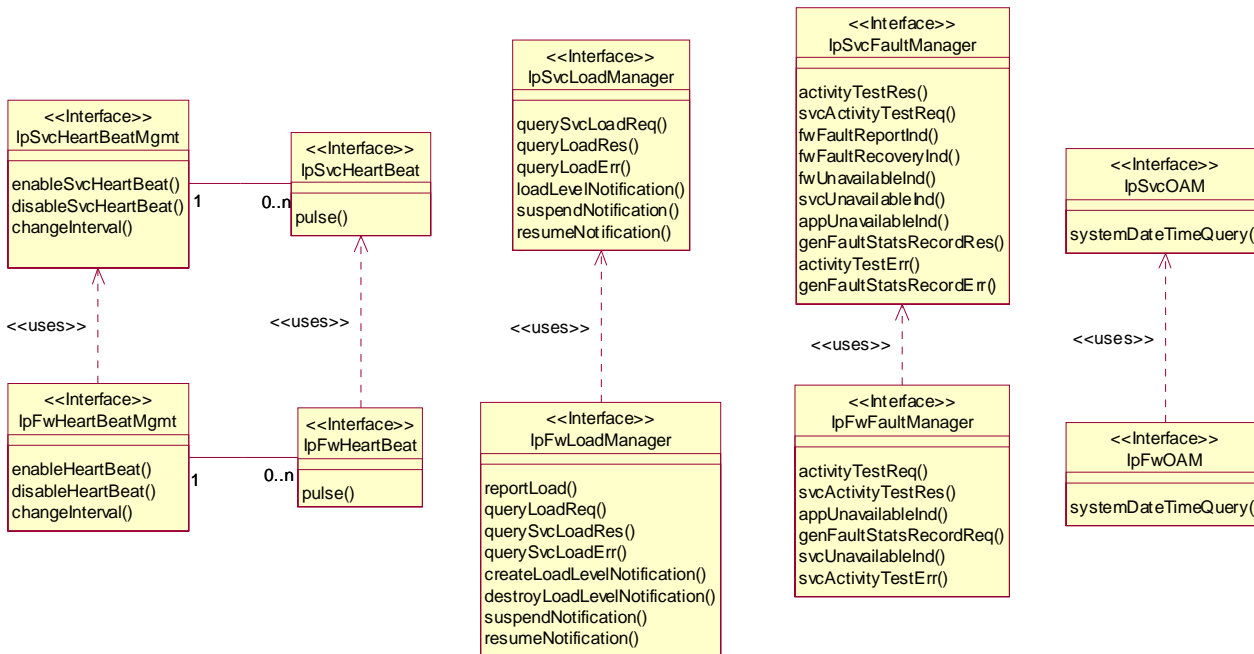 <<Interface>>
IpSvcHeartBeatMgmt
enableSvcHeartBeat()
disableSvcHeartBeat()
changeInterval()
1
0..n
<<Interface>>
IpSvcHeartBeat
pulse()
<<Interface>>
IpSvcLoadManager
querySvcLoadReq()
queryLoadRes()
queryLoadErr()
loadLevelNotification()
suspendNotification()
resumeNotification()
<<Interface>>
IpSvcFaultManager
activityTestRes()
svcActivityTestReq()
fwFaultReportInd()
fwFaultRecoveryInd()
fwUnavailableInd()
svcUnavailableInd()
appUnavailableInd()
genFaultStatsRecordRes()
activityTestErr()
genFaultStatsRecordErr()
<<Interface>>
IpSvcOAM
systemDateTimeQuery()
<<uses>>
<<uses>>
<<uses>>
<<uses>>
<<uses>>
<<Interface>>
IpFwHeartBeatMgmt
enableHeartBeat()
disableHeartBeat()
changeInterval()
1
0..n
<<Interface>>
IpFwHeartBeat
pulse()
<<Interface>>
IpFwLoadManager
reportLoad()
queryLoadReq()
querySvcLoadRes()
querySvcLoadErr()
createLoadLevelNotification()
destroyLoadLevelNotification()
suspendNotification()
resumeNotification()
<<Interface>>
IpFwFaultManager
activityTestReq()
svcActivityTestRes()
appUnavailableInd()
genFaultStatsRecordReq()
svcUnavailableInd()
svcActivityTestErr()
<<Interface>>
IpFwOAM
systemDateTimeQuery(